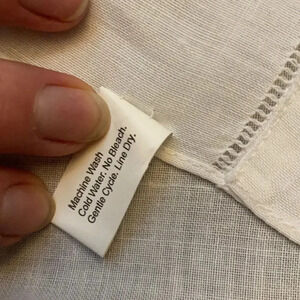 Machine Wash
Cold Water. No Bleach.
Gentle Cycle. Line Dry.